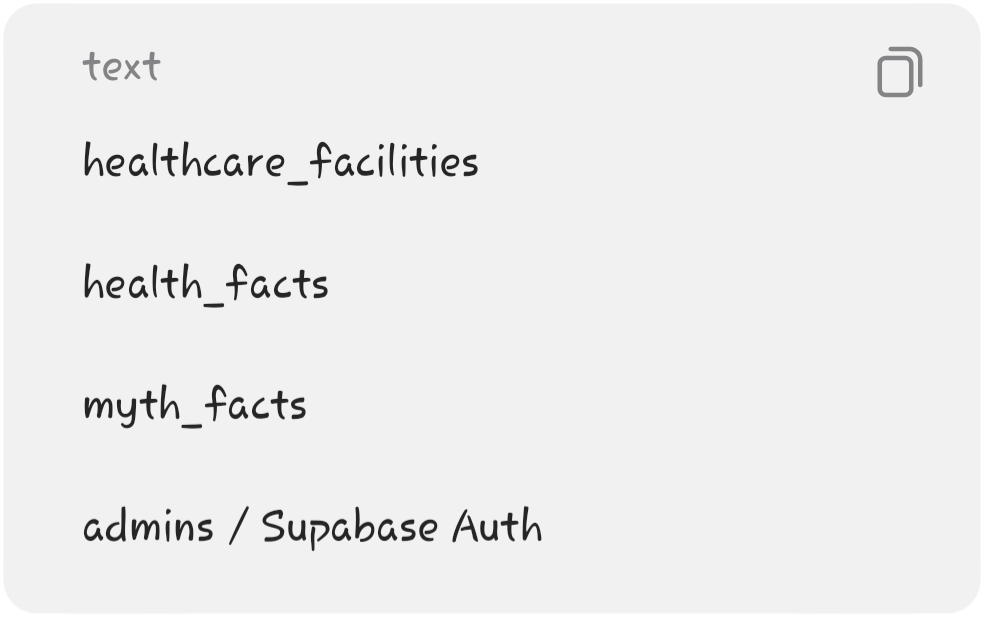 text
healthcare_facilities
health_facts
myth_facts
admins / Supabase Auth